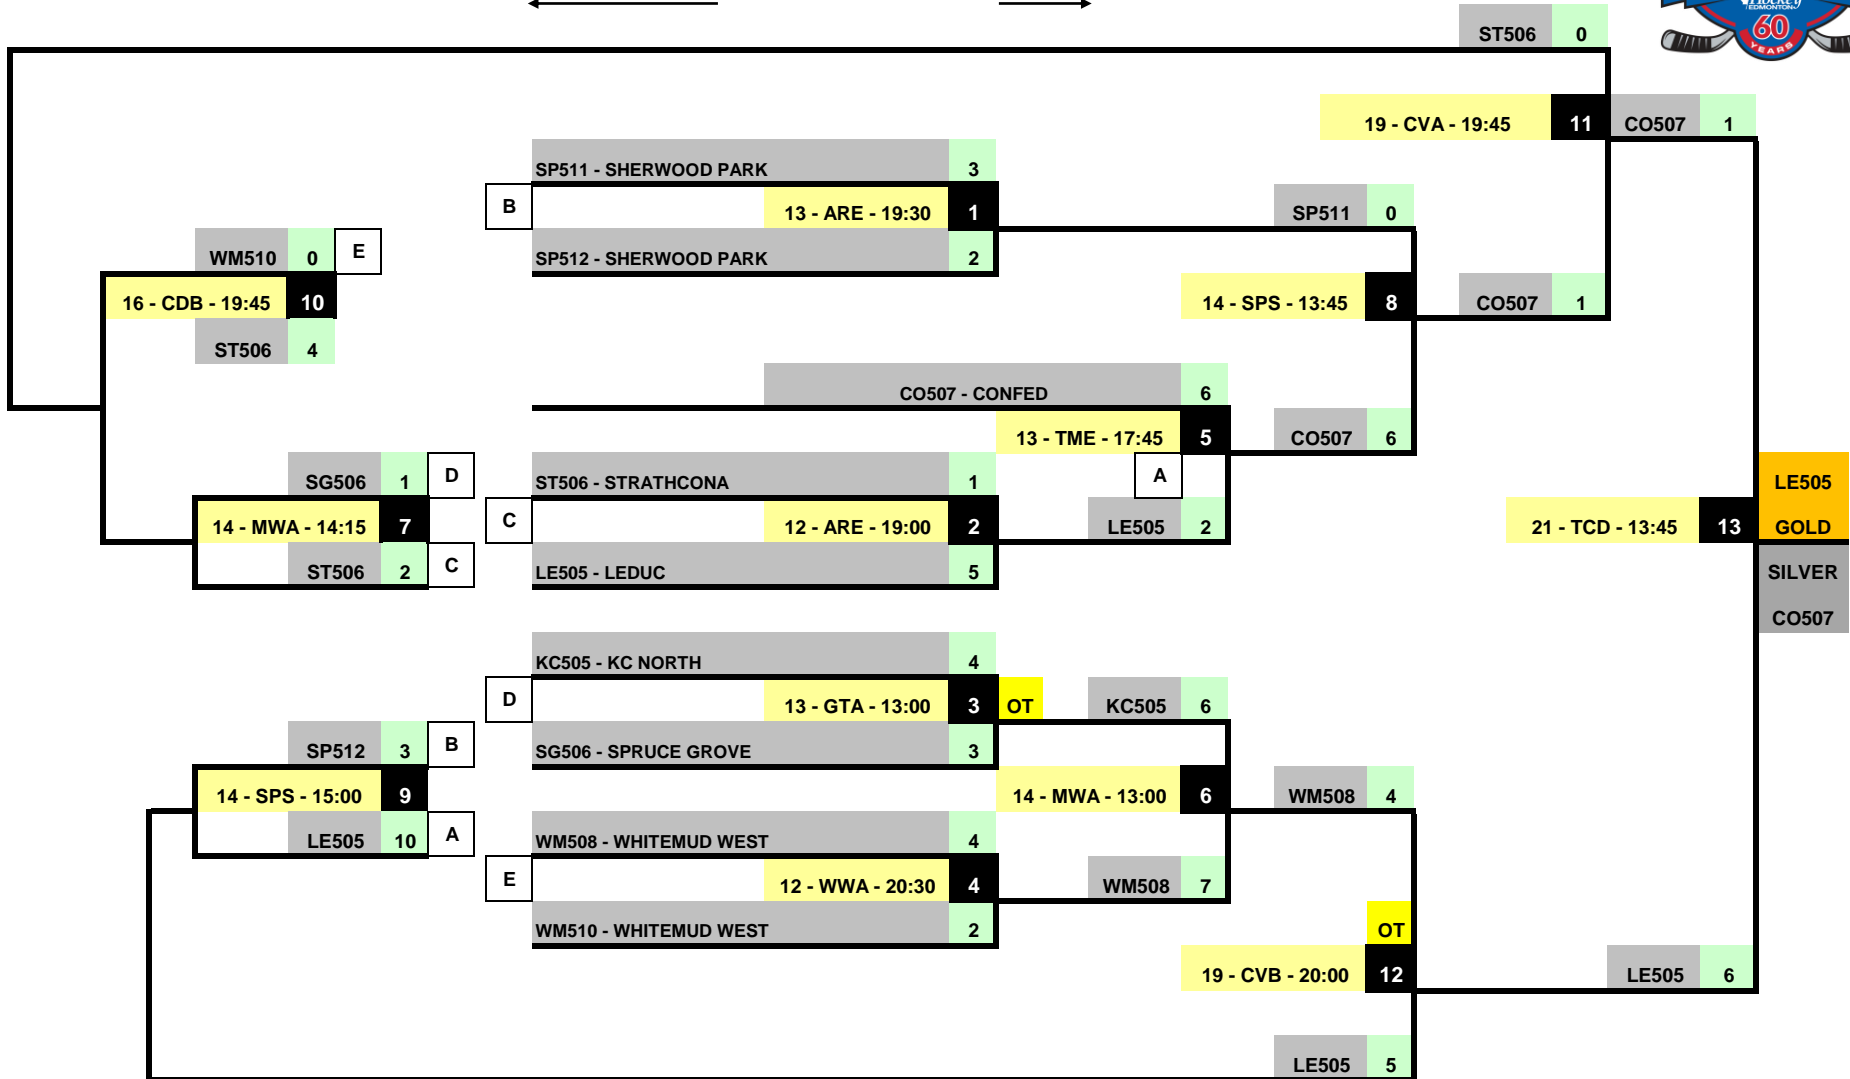 Hockey
EDMONTON
60
YEARS
ST506 0
19 - CVA - 19:45 11 CO507 1
SP511 - SHERWOOD PARK 3
B 13 - ARE - 19:30 1 SP511 0
SP512 - SHERWOOD PARK 2
WM510 0 E
16 - CDB - 19:45 10
ST506 4
14 - SPS - 13:45 8 CO507 1
CO507 - CONFED 6
13 - TME - 17:45 5 CO507 6
A
SG506 1 D
ST506 - STRATHCONA 1
14 - MWA - 14:15 7
C 12 - ARE - 19:00 2 LE505 2
ST506 2 C
LE505 - LEDUC 5
21 - TCD - 13:45 13
LE505
GOLD
SILVER
CO507
KC505 - KC NORTH 4
D 13 - GTA - 13:00 3 OT KC505 6
SG506 - SPRUCE GROVE 3
SP512 3 B
14 - SPS - 15:00 9
LE505 10 A
14 - MWA - 13:00 6 WM508 4
WM508 - WHITEMUD WEST 4
E 12 - WWA - 20:30 4 WM508 7
WM510 - WHITEMUD WEST 2
OT
19 - CVB - 20:00 12 LE505 6
LE505 5